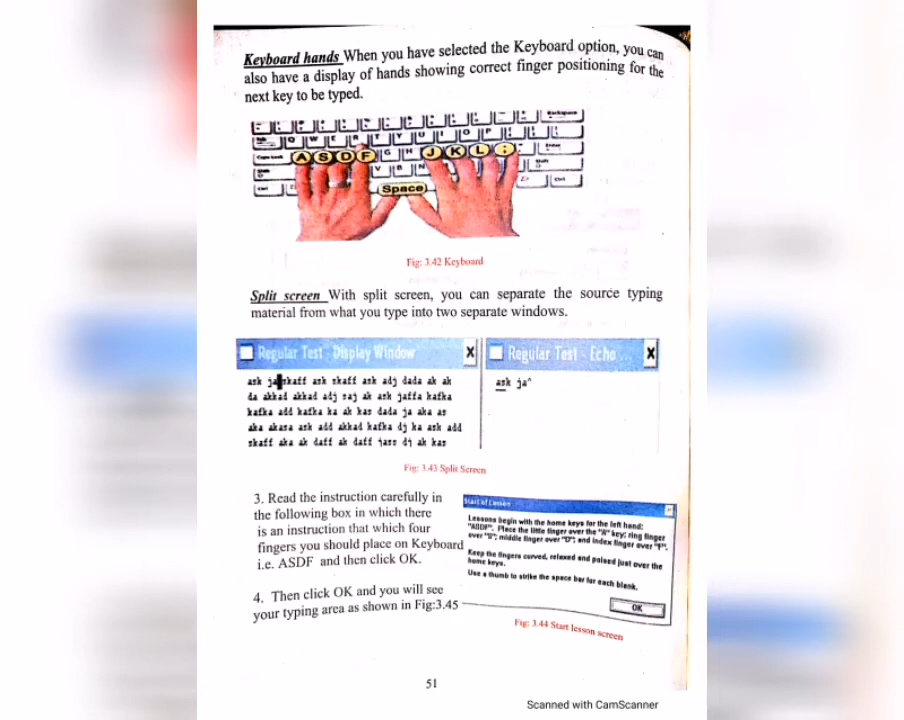 Keyboard hands When you have selected the Keyboard option, you can
also have a display of hands showing correct finger positioning for the
next key to be typed.
Q W E R T Y U I O P
Caps Lock A S D F G H J K L ; Enter
V B N
Ctrl Space Ctrl
Fig: 3.42 Keyboard
Split screen With split screen, you can separate the source typing
material from what you type into two separate windows.
Regular Test - Display Window X
Regular Test - Echo ... X
ask ja skaff ask skaff ask adj dada ak ak
da akkad akkad adj saj ak ask jaffa kafka
kafka add kafka ka ak kas dada ja aka as
aka akasa ask add akkad kafka dj ka ask add
skaff aka ak daff ak daff jass dj ak kas
ask ja^
Fig: 3.43 Split Screen
3. Read the instruction carefully in
the following box in which there
is an instruction that which four
fingers you should place on Keyboard
i.e. ASDF and then click OK.
4. Then click OK and you will see
your typing area as shown in Fig:3.45
Start of Lesson
Lessons begin with the home keys for the left hand:
"ASDF". Place the little finger over the "A" key; ring finger
over "S"; middle finger over "D"; and index finger over "F".
Keep the fingers curved, relaxed and poised just over the
home keys.
Use a thumb to strike the space bar for each blank.
OK
Fig: 3.44 Start lesson screen
51
Scanned with CamScanner